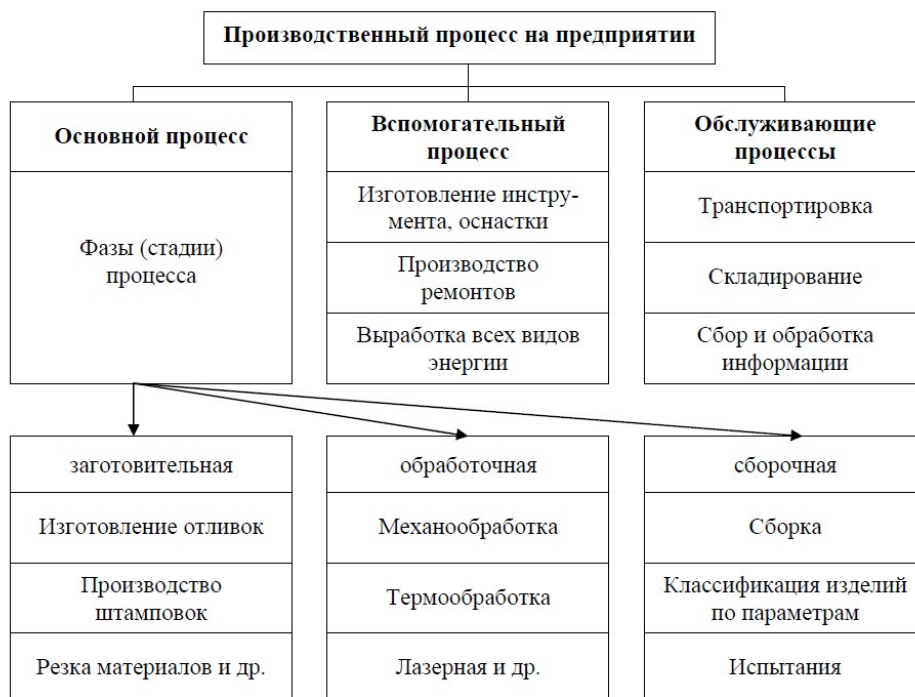 Производственный процесс на предприятии
Основной процесс
Вспомогательный
процесс
Обслуживающие
процессы
Фазы (стадии)
процесса
Изготовление инстру-
мента, оснастки
Транспортировка
Производство
ремонтов
Складирование
Выработка всех видов
энергии
Сбор и обработка
информации
заготовительная
обработочная
сборочная
Изготовление отливок
Механообработка
Сборка
Производство
штамповок
Термообработка
Классификация изделий
по параметрам
Резка материалов и др.
Лазерная и др.
Испытания